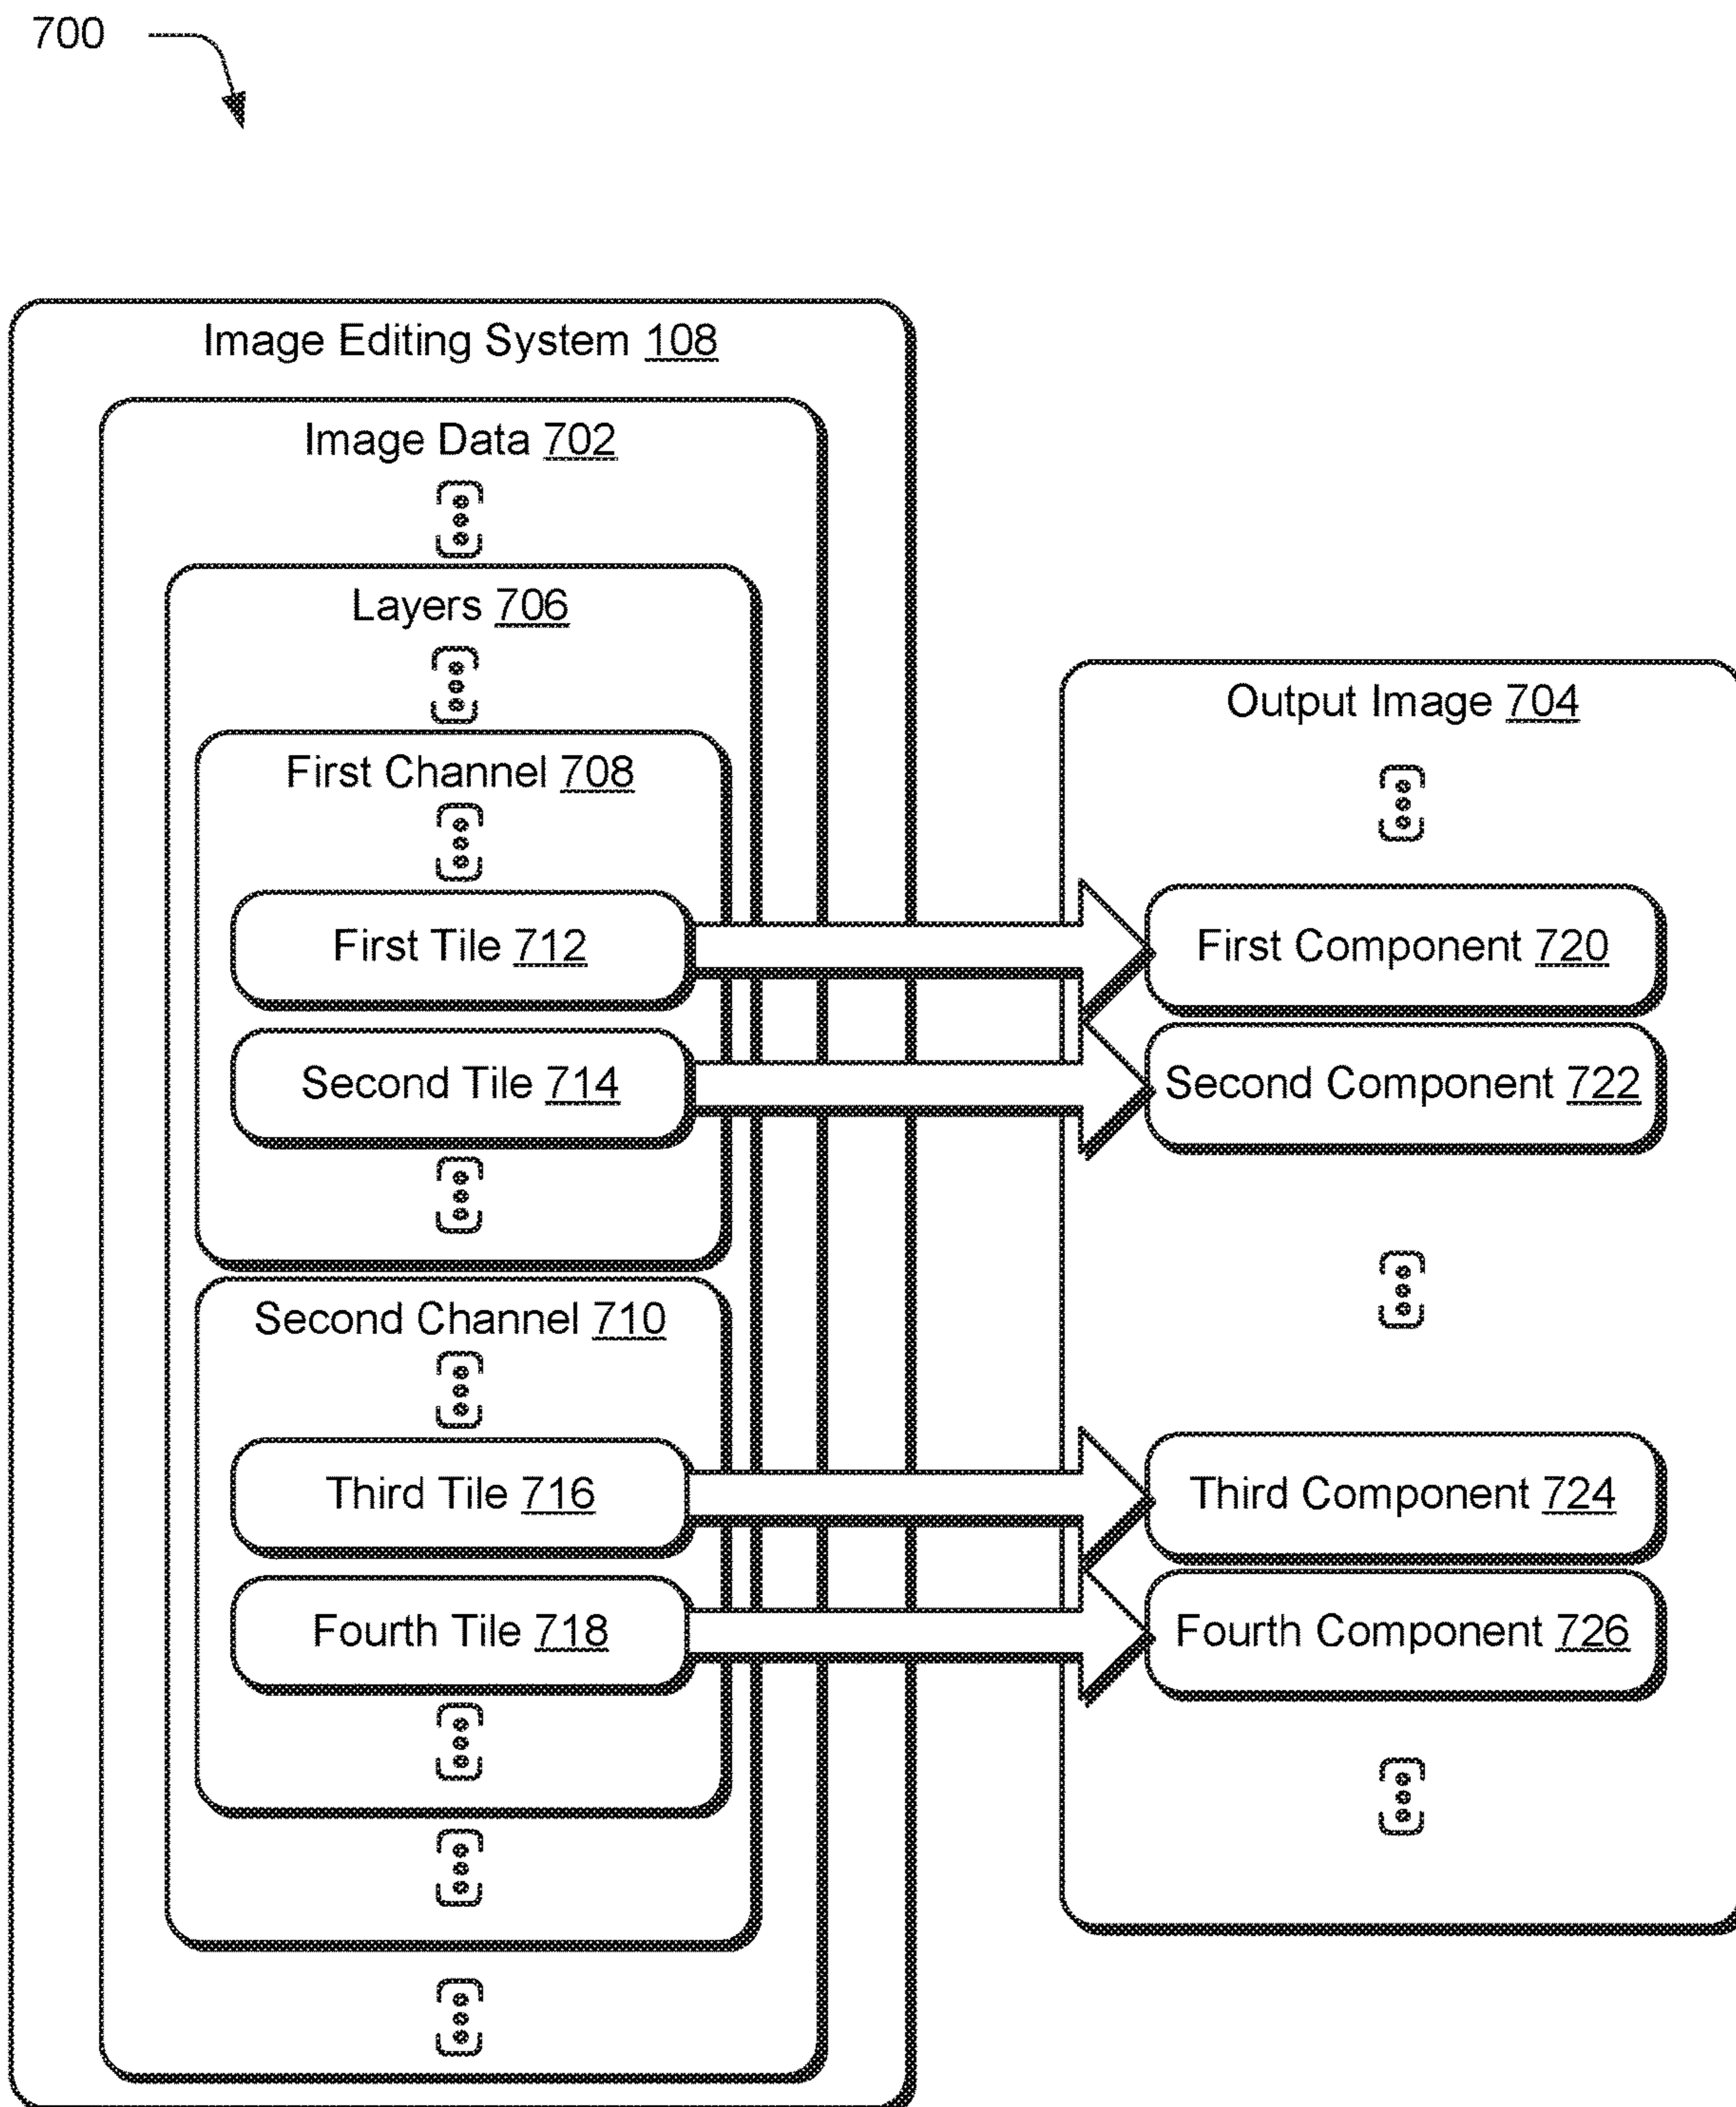 700
Image Editing System 108
Image Data 702
Layers 706
First Channel 708
First Tile 712
Second Tile 714
Second Channel 710
Third Tile 716
Fourth Tile 718
Output Image 704
First Component 720
Second Component 722
Third Component 724
Fourth Component 726